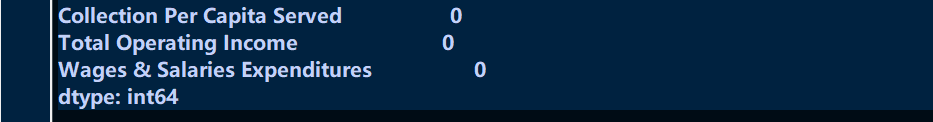 Collection Per Capita Served 0
Total Operating Income 0
Wages & Salaries Expenditures 0
dtype: int64